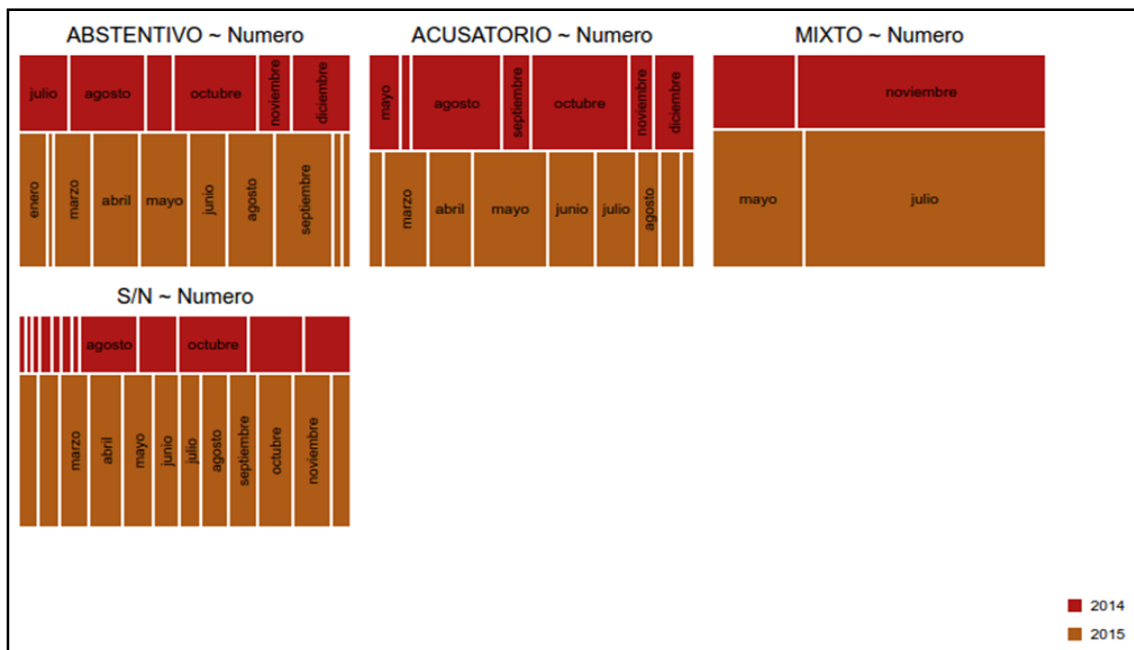 ABSTENTIVO ~ Numero
julio agosto octubre noviembre diciembre
enero marzo abril mayo junio agosto septiembre
ACUSATORIO ~ Numero
mayo agosto septiembre octubre noviembre diciembre
marzo abril mayo junio julio agosto
MIXTO ~ Numero
noviembre
mayo julio
S/N ~ Numero
agosto octubre
marzo abril mayo junio julio agosto septiembre octubre noviembre
2014
2015